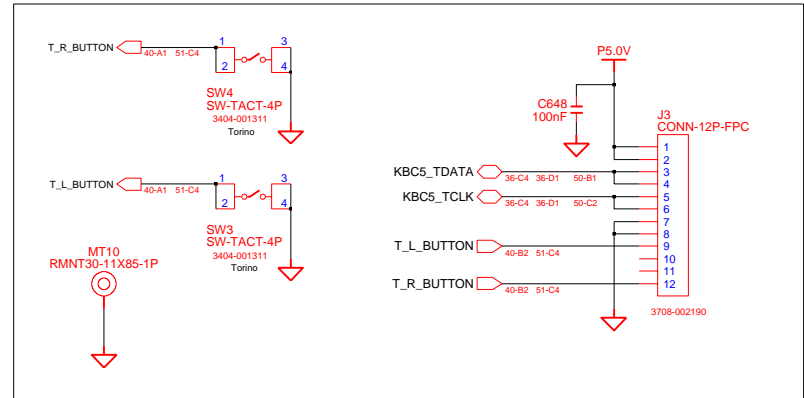 T_R_BUTTON
40-A1 51-C4
1
2
3
4
SW4
SW-TACT-4P
3404-001311
Torino
T_L_BUTTON
40-A1 51-C4
1
2
3
4
SW3
SW-TACT-4P
3404-001311
Torino
MT10
RMNT30-11X85-1P
P5.0V
C648
100nF
J3
CONN-12P-FPC
1
2
KBC5_TDATA
36-C4 36-D1 50-B1
3
4
KBC5_TCLK
36-C4 36-D1 50-C2
5
6
7
8
T_L_BUTTON
40-B2 51-C4
9
10
11
T_R_BUTTON
40-B2 51-C4
12
3708-002190